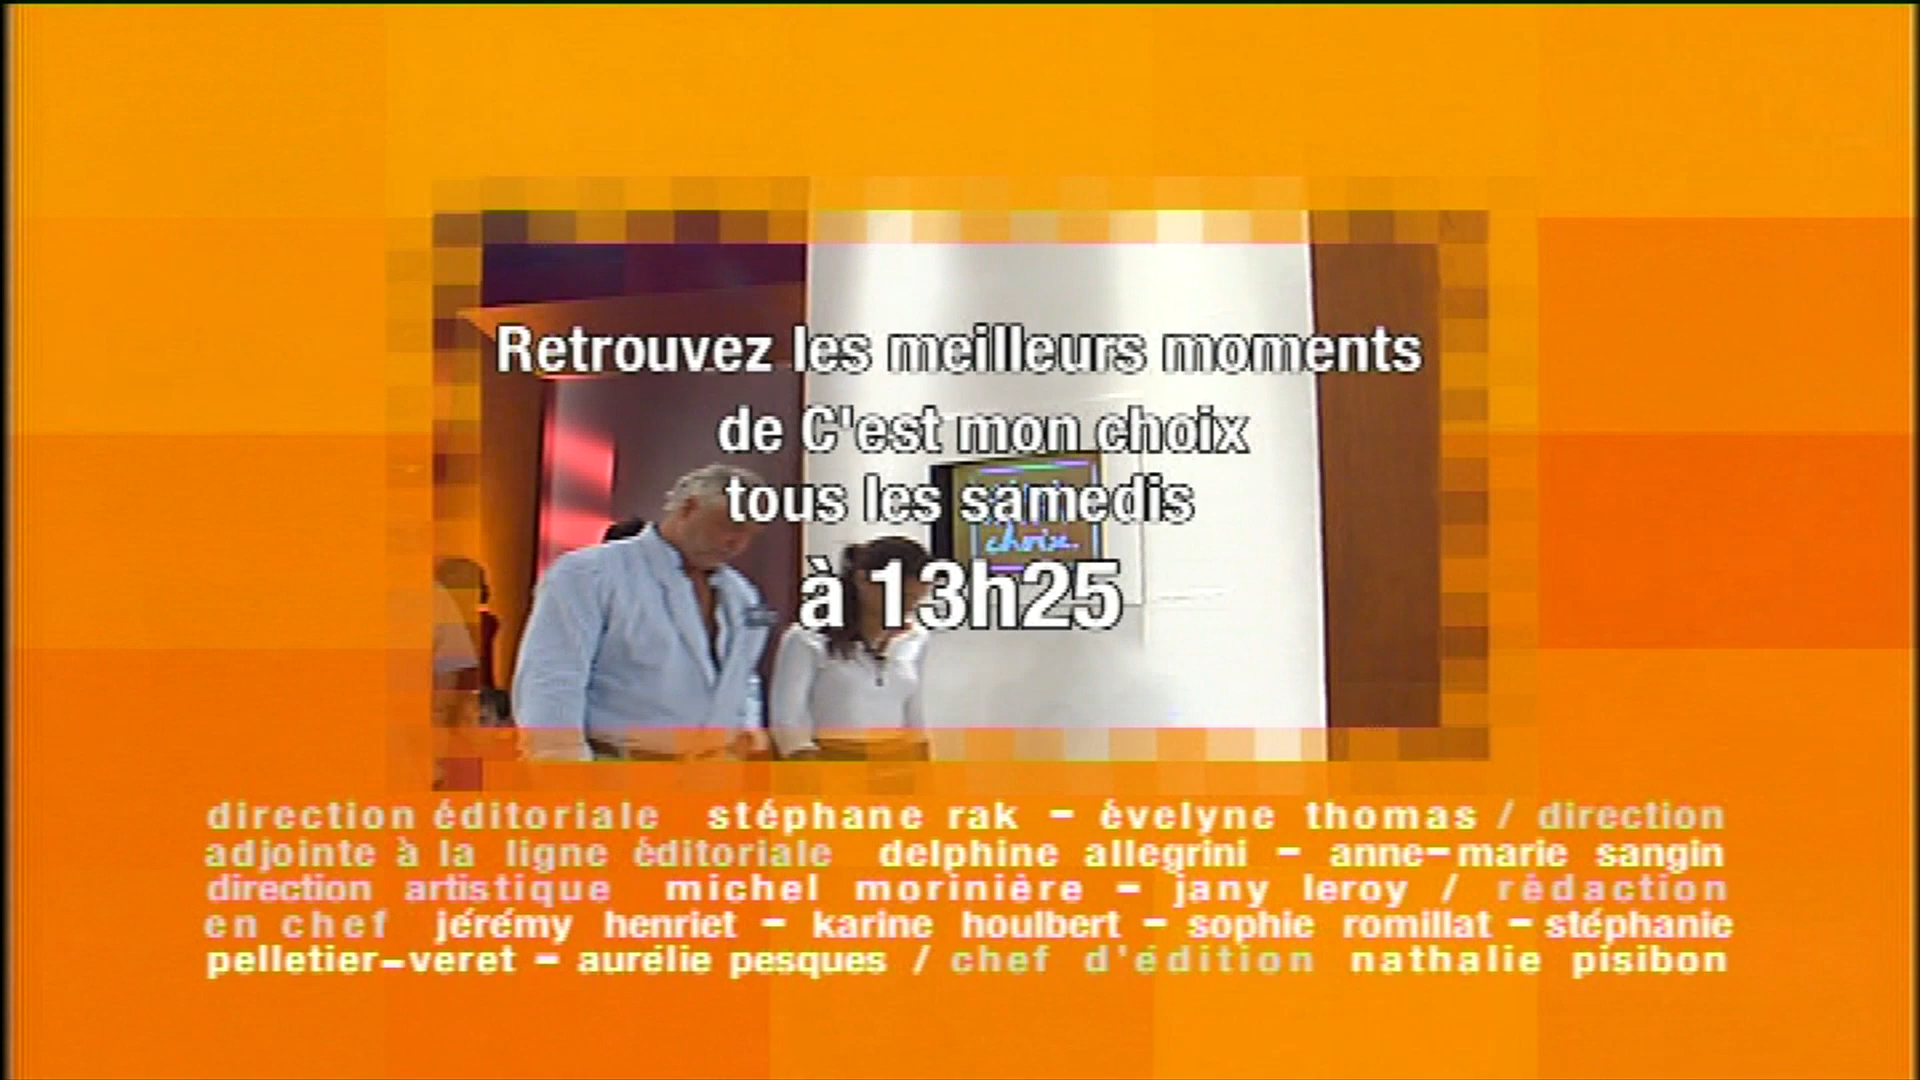 Retrouvez les meilleurs moments
de C'est mon choix
tous les samedis
choix..
à 13h25
direction éditoriale stéphane rak – évelyne thomas / direction
adjointe à la ligne éditoriale delphine allegrini – anne-marie sangin
direction artistique michel morinière – jany leroy / rédaction
en chef jérémy henriet – karine houlbert – sophie romillat – stéphanie
pelletier-veret – aurélie pesques / chef d'édition nathalie pisibon